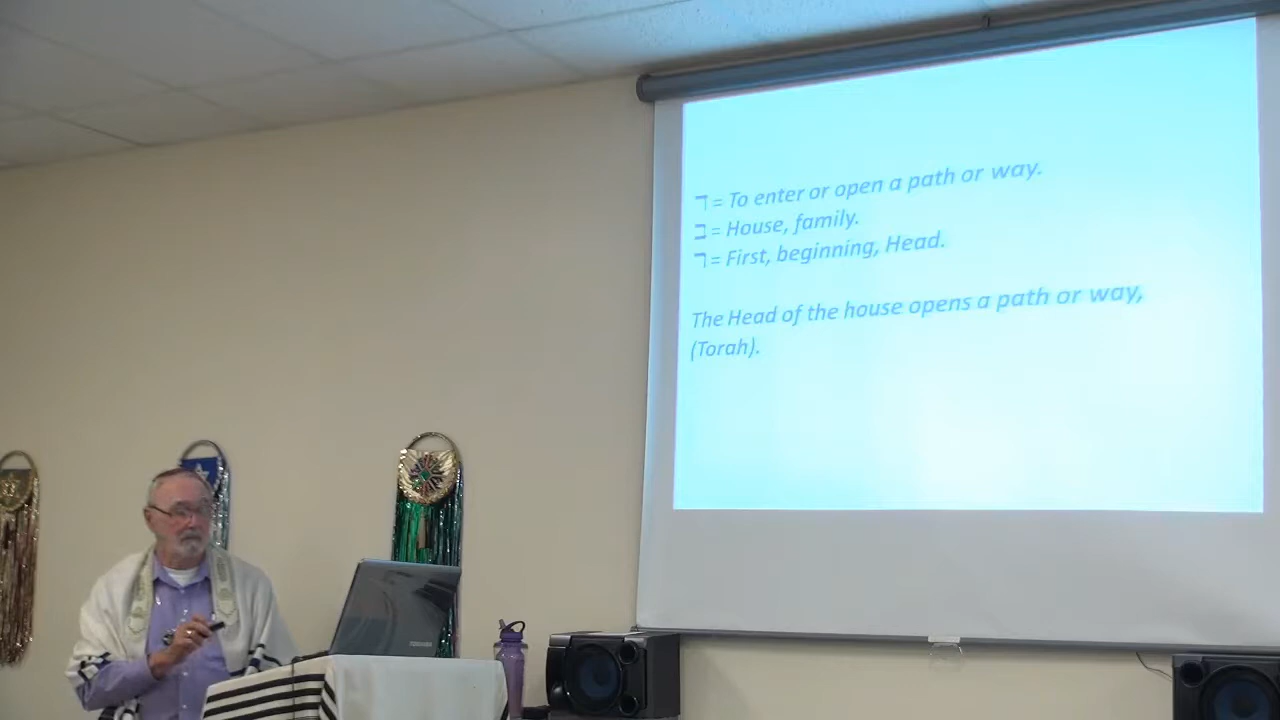 ד = To enter or open a path or way.
ב = House, family.
ר = First, beginning, Head.
The Head of the house opens a path or way,
(Torah).
TOSHIBA